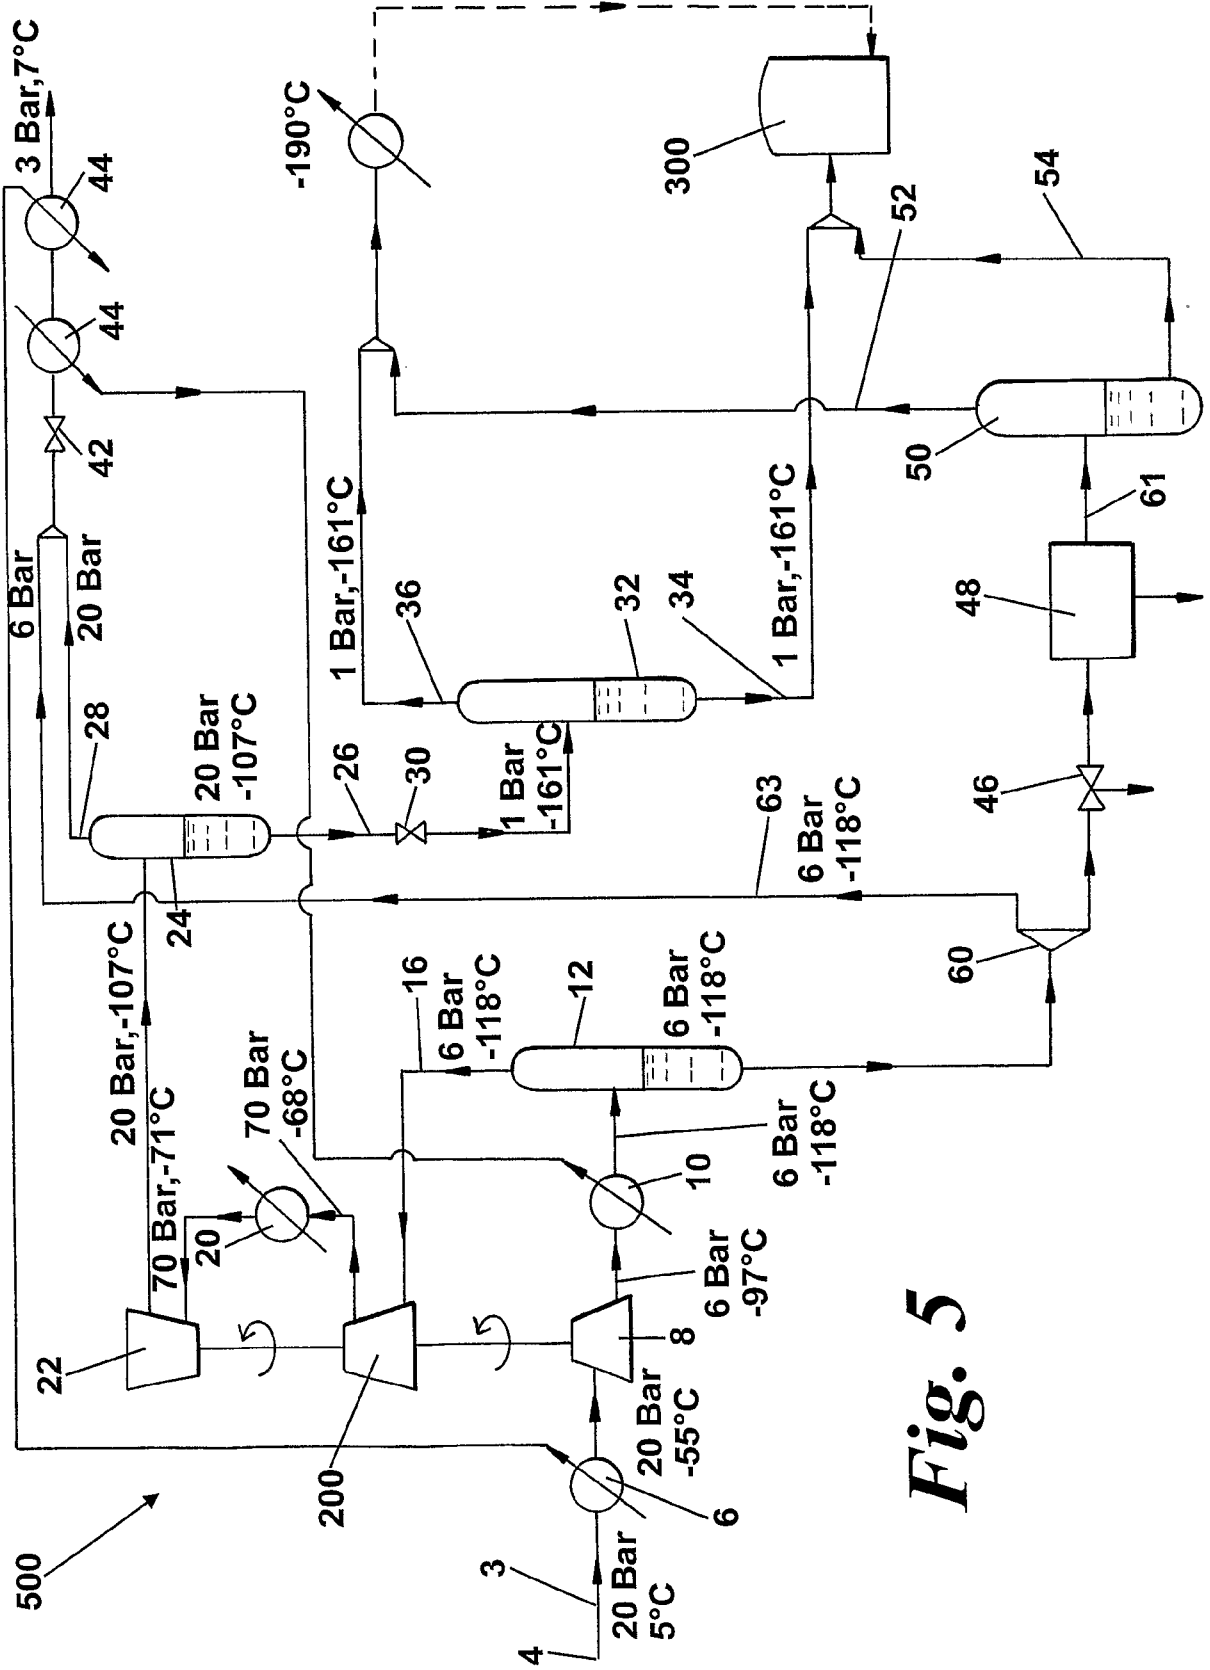 500
4
3
20 Bar
5°C
6
20 Bar
-55°C
8
6 Bar
-97°C
10
6 Bar
-118°C
12
6 Bar
-118°C
16
6 Bar
-118°C
200
70 Bar
-68°C
20
70 Bar,-71°C
22
20 Bar,-107°C
24
20 Bar
-107°C
28
20 Bar
6 Bar
42
44
44
3 Bar,7°C
26
30
1 Bar
-161°C
32
36
1 Bar,-161°C
34
1 Bar,-161°C
-190°C
300
60
63
6 Bar
-118°C
46
48
61
50
52
54
Fig. 5